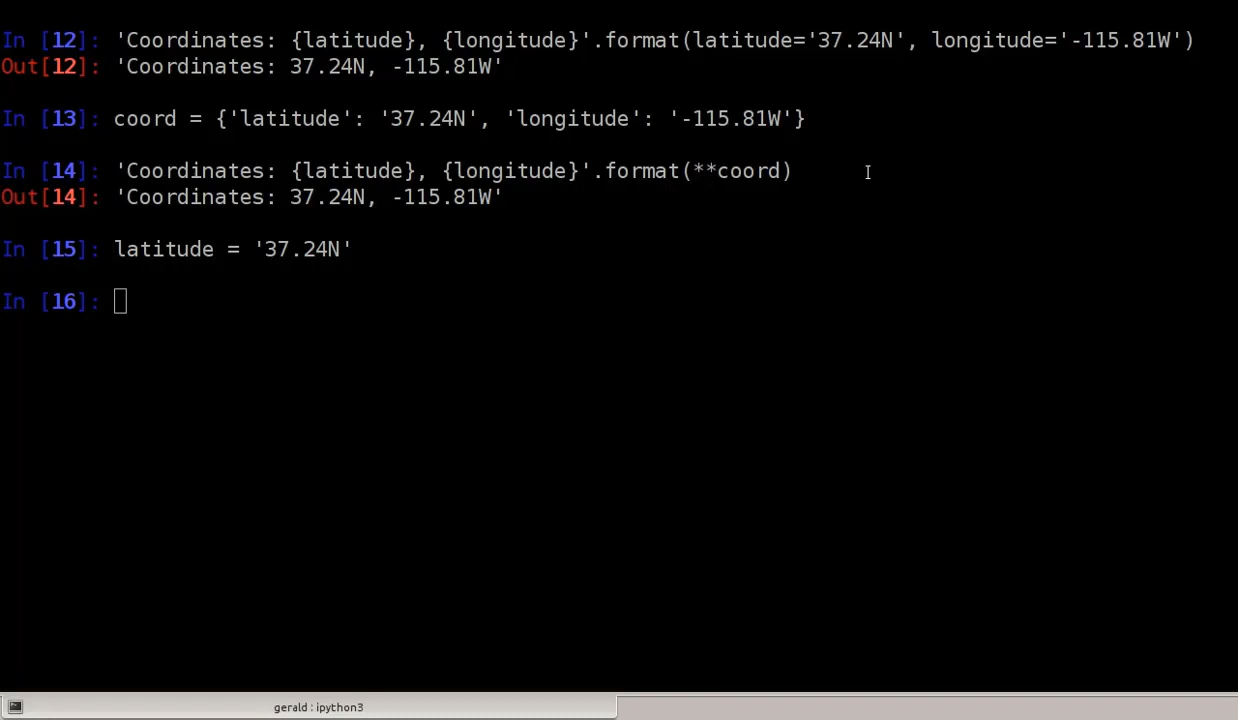 In [12]: 'Coordinates: {latitude}, {longitude}'.format(latitude='37.24N', longitude='-115.81W')
Out[12]: 'Coordinates: 37.24N, -115.81W'
In [13]: coord = {'latitude': '37.24N', 'longitude': '-115.81W'}
In [14]: 'Coordinates: {latitude}, {longitude}'.format(**coord)
Out[14]: 'Coordinates: 37.24N, -115.81W'
In [15]: latitude = '37.24N'
In [16]:
gerald : ipython3